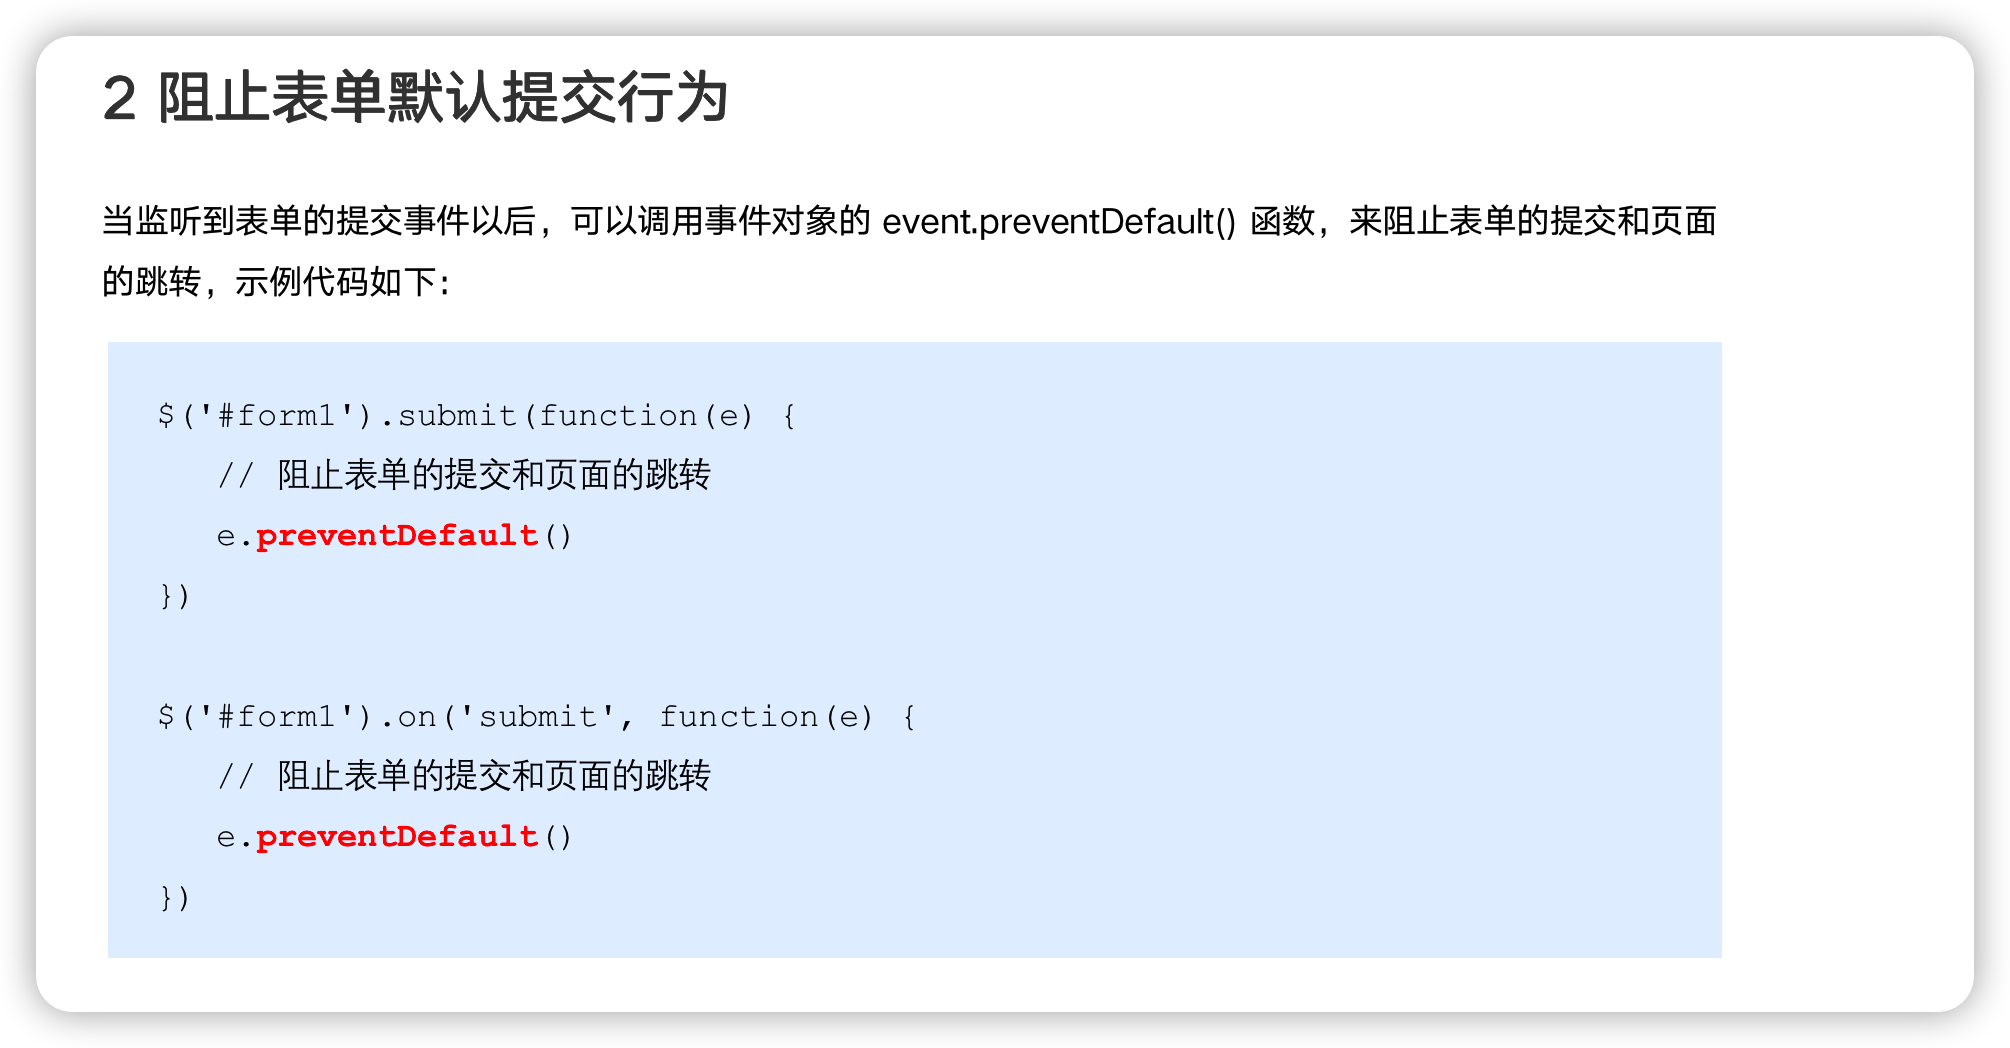 2 阻止表单默认提交行为
当监听到表单的提交事件以后，可以调用事件对象的 event.preventDefault() 函数，来阻止表单的提交和页面
的跳转，示例代码如下：
$('#form1').submit(function(e) {
   // 阻止表单的提交和页面的跳转
   e.preventDefault()
})
$('#form1').on('submit', function(e) {
   // 阻止表单的提交和页面的跳转
   e.preventDefault()
})